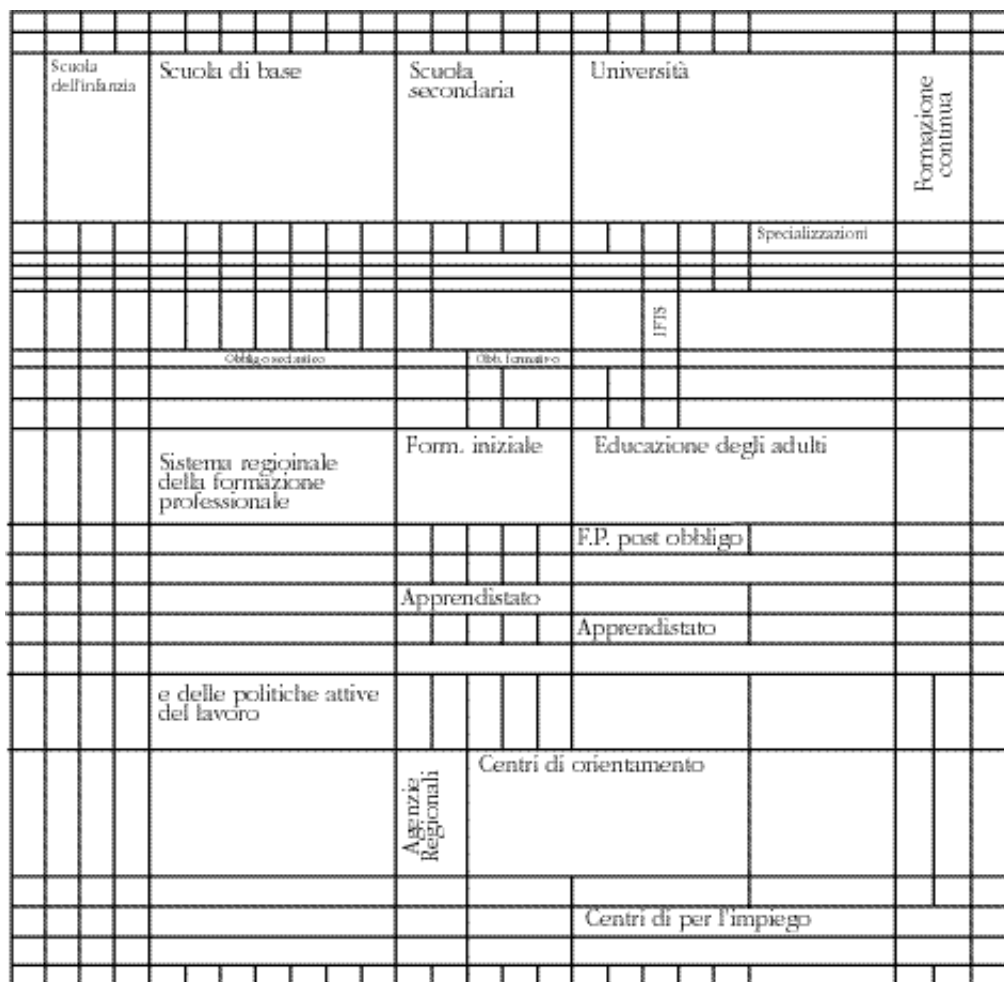 Scuola
dell'infanzia
Scuola di base
Scuola
secondaria
Università
Formazione
continua
Specializzazioni
IFTS
Obbligo scolastico
Obb. formativo
Form. iniziale
Educazione degli adulti
Sistema regioinale
della formazione
professionale
F.P. post obbligo
Apprendistato
Apprendistato
e delle politiche attive
del lavoro
Agenzie
Regionali
Centri di orientamento
Centri di per l'impiego